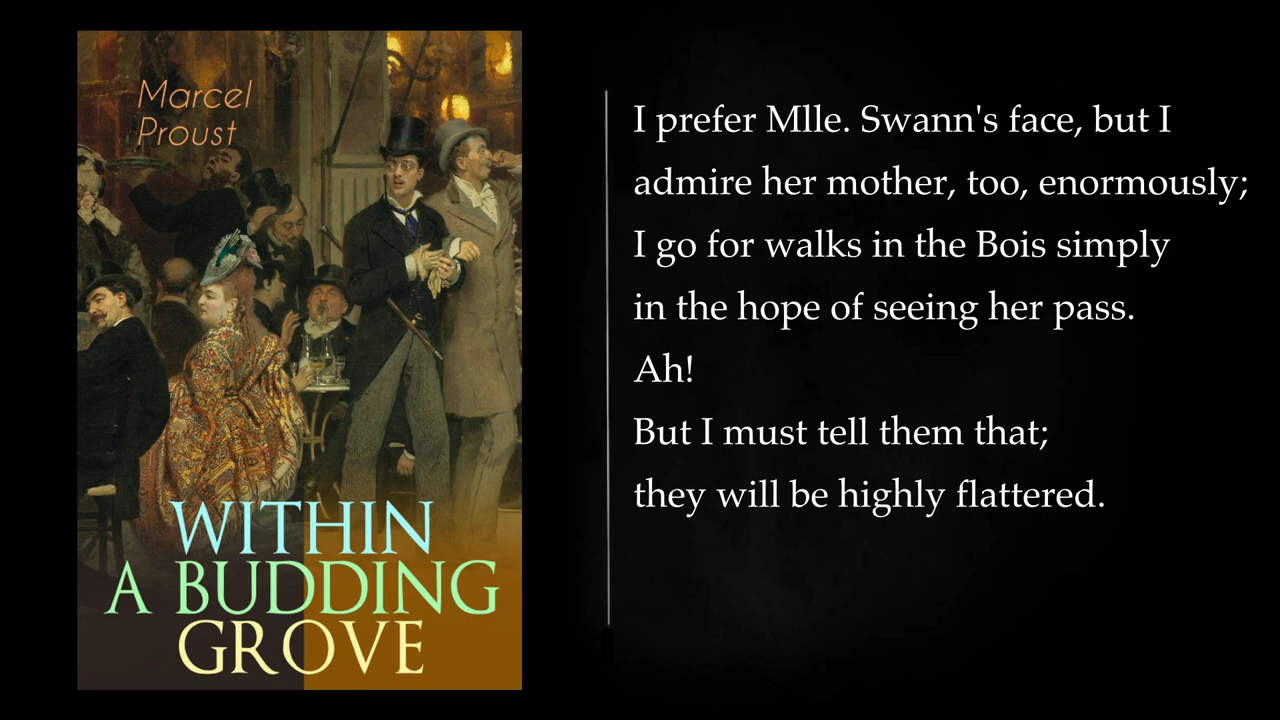 Marcel
Proust
WITHIN
A BUDDING
GROVE
I prefer Mlle. Swann's face, but I
admire her mother, too, enormously;
I go for walks in the Bois simply
in the hope of seeing her pass.
Ah!
But I must tell them that;
they will be highly flattered.